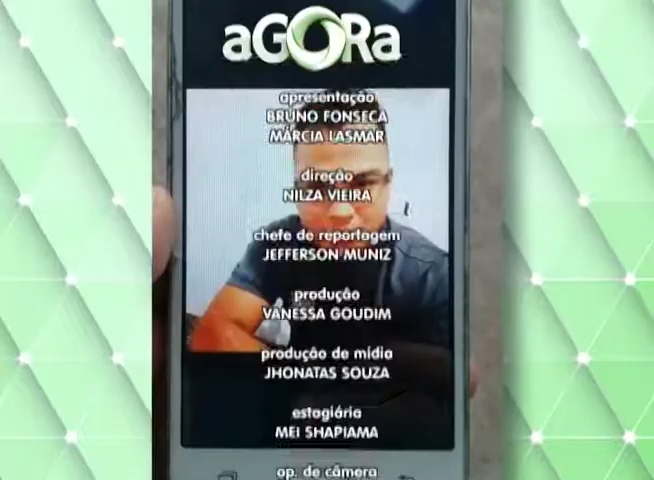 aGORa
apresentação
BRUNO FONSECA
MÁRCIA LASMAR
direção
NILZA VIEIRA
chefe de reportagem
JEFFERSON MUNIZ
produção
VANESSA GOUDIM
produção de mídia
JHONATAS SOUZA
estagiária
MEI SHAPIAMA
op. de câmera